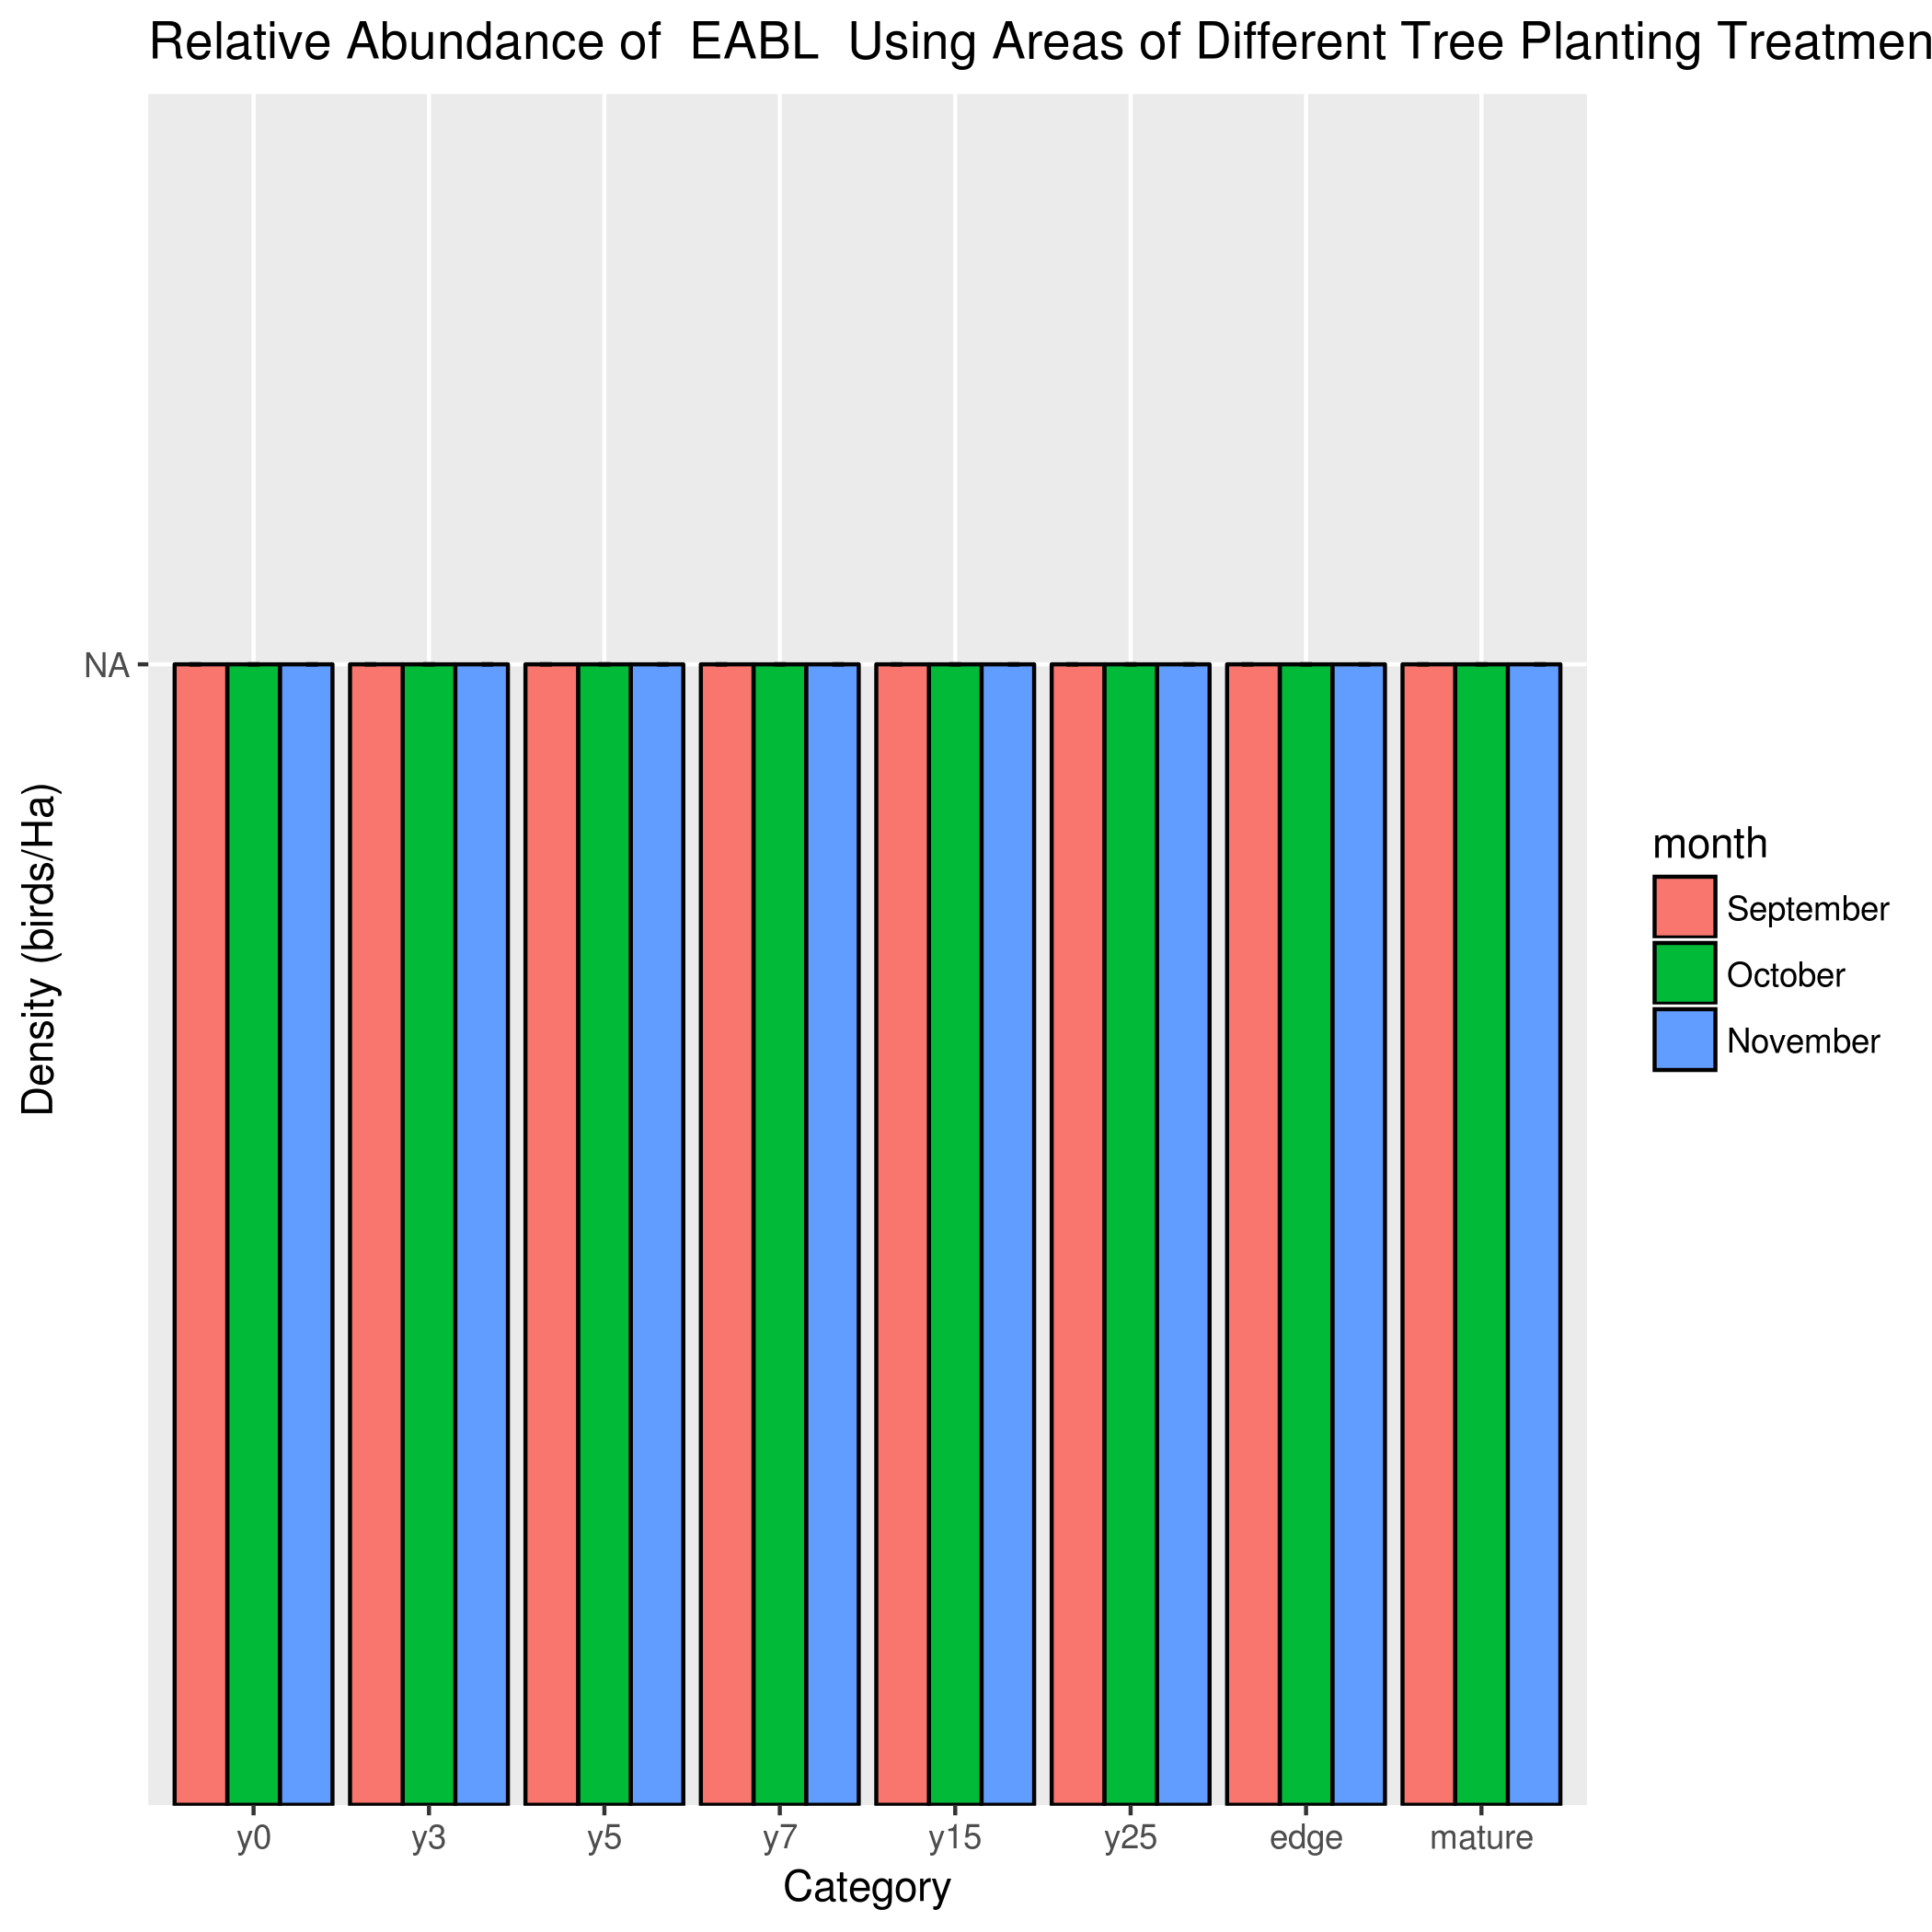 Relative Abundance of  EABL  Using Areas of Different Tree Planting Treatmen
NA
Density (birds/Ha)
month
September
October
November
y0 y3 y5 y7 y15 y25 edge mature
Category